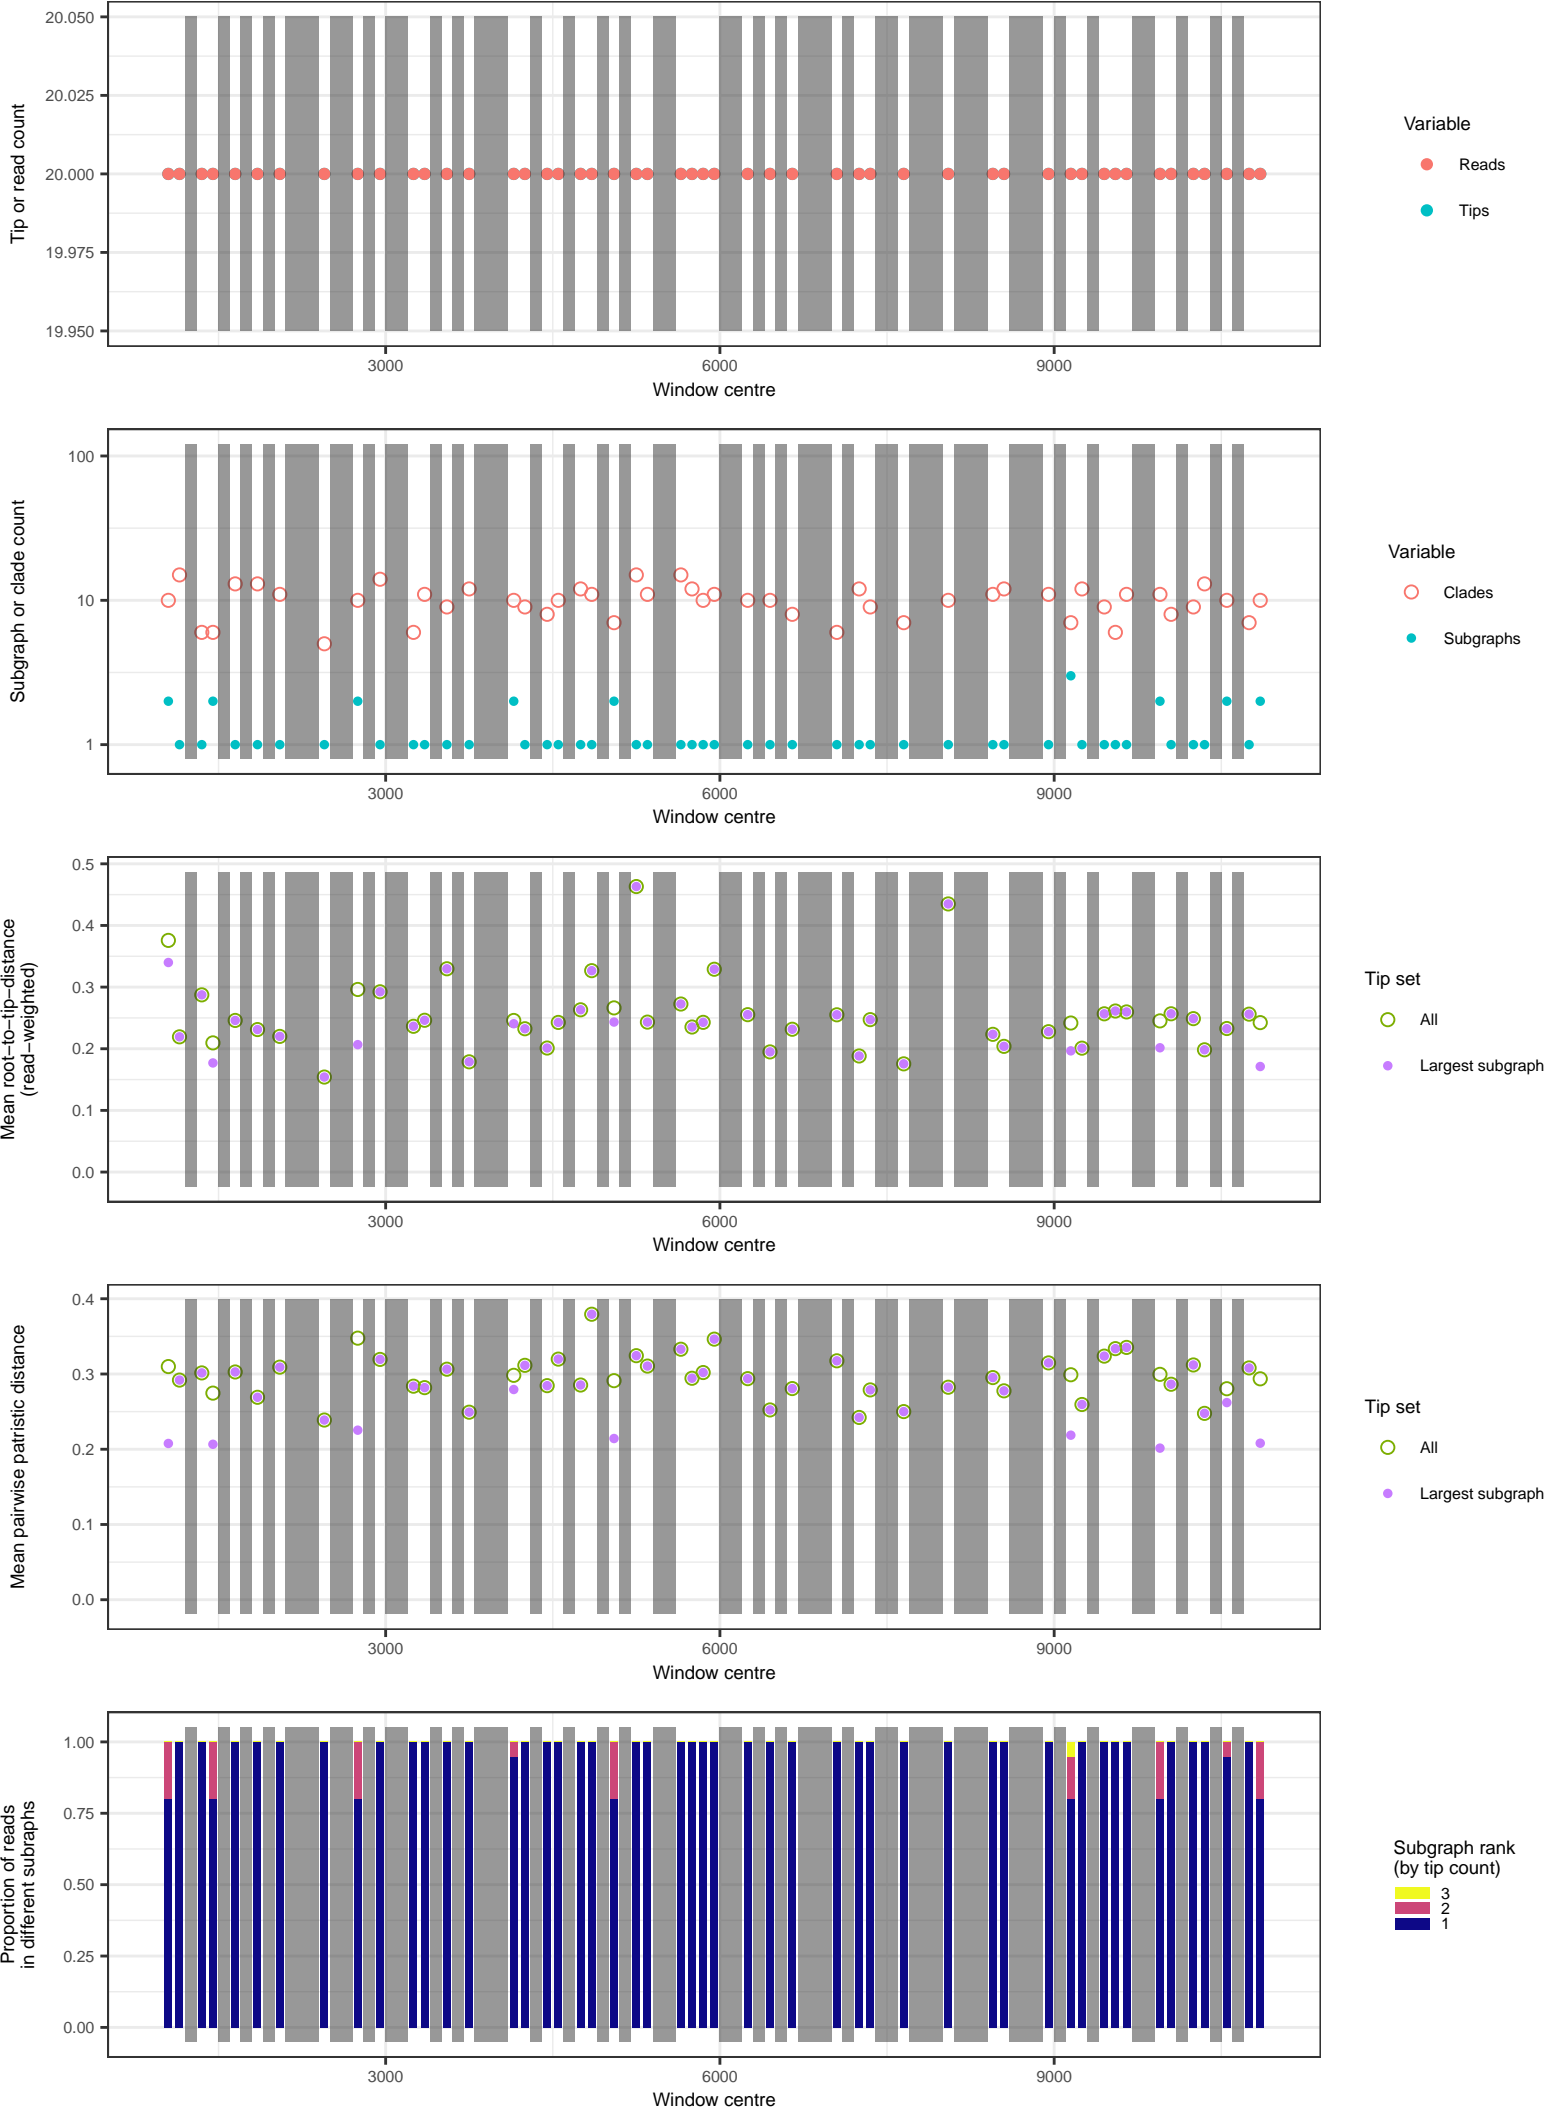 20.050
20.025
20.000
19.975
19.950
Tip or read count
3000
6000
9000
Window centre
Variable
Reads
Tips
100
10
1
Subgraph or clade count
3000
6000
9000
Window centre
Variable
Clades
Subgraphs
0.5
0.4
0.3
0.2
0.1
0.0
Mean root−to−tip−distance
(read−weighted)
3000
6000
9000
Window centre
Tip set
All
Largest subgraph
0.4
0.3
0.2
0.1
0.0
Mean pairwise patristic distance
3000
6000
9000
Window centre
Tip set
All
Largest subgraph
1.00
0.75
0.50
0.25
0.00
Proportion of reads
in different subraphs
3000
6000
9000
Window centre
Subgraph rank
(by tip count)
3
2
1